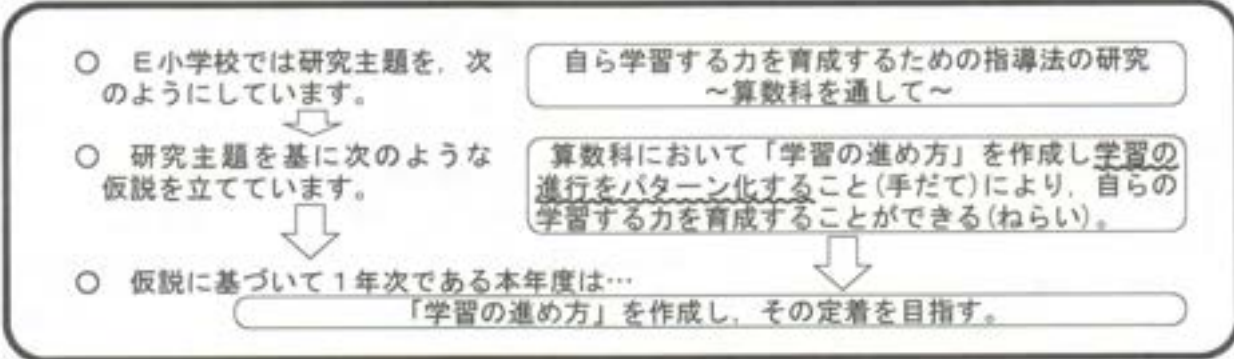 ○ E小学校では研究主題を，次
のようにしています。
自ら学習する力を育成するための指導法の研究
～算数科を通して～
○ 研究主題を基に次のような
仮説を立てています。
算数科において「学習の進め方」を作成し学習の
進行をパターン化すること(手だて)により，自らの
学習する力を育成することができる(ねらい)。
○ 仮説に基づいて1年次である本年度は…
「学習の進め方」を作成し，その定着を目指す。